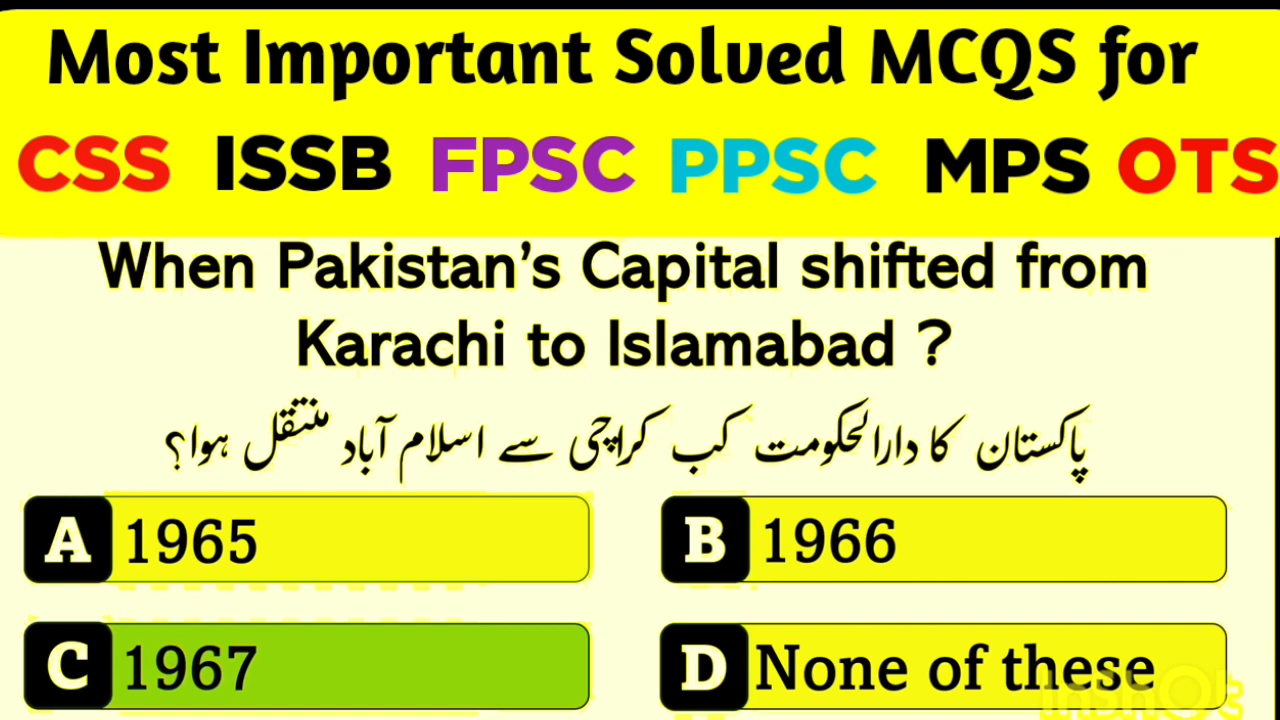 Most Important Solved MCQS for
CSS ISSB FPSC PPSC MPS OTS
When Pakistan's Capital shifted from
Karachi to Islamabad ?
پاکستان کا دارالحکومت کب کراچی سے اسلام آباد منتقل ہوا؟
A 1965
B 1966
C 1967
D None of these
InShOt